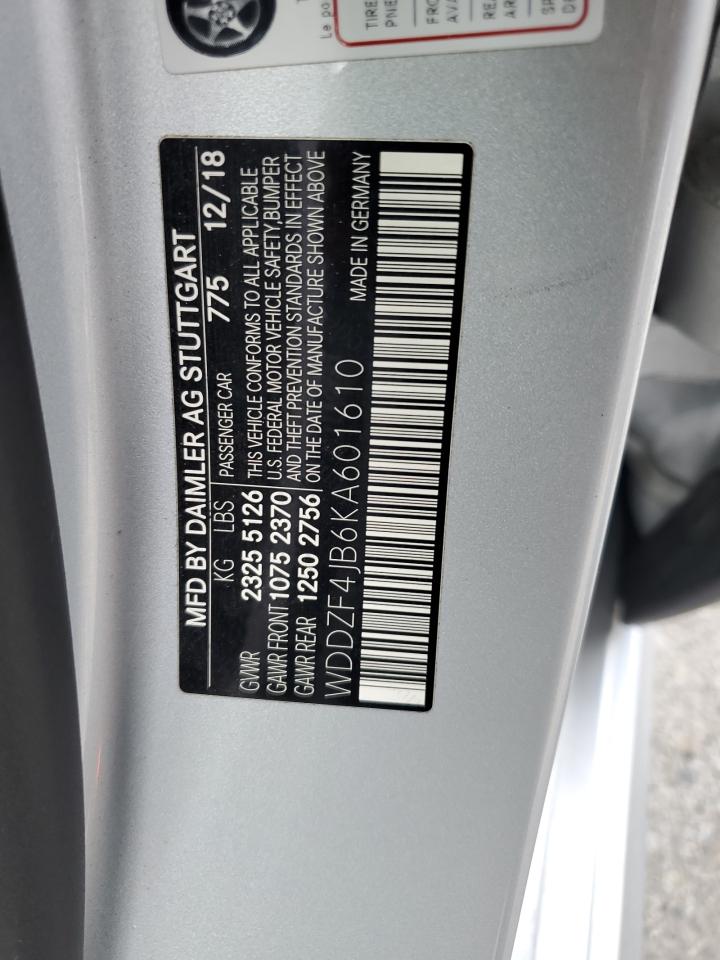 MFD BY DAIMLER AG STUTTGART
KG LBS PASSENGER CAR 775 12/18
GVWR 2325 5126 THIS VEHICLE CONFORMS TO ALL APPLICABLE
GAWR FRONT 1075 2370 U.S. FEDERAL MOTOR VEHICLE SAFETY, BUMPER
GAWR REAR 1250 2756 AND THEFT PREVENTION STANDARDS IN EFFECT
ON THE DATE OF MANUFACTURE SHOWN ABOVE
WDDZF4JB6KA601610 MADE IN GERMANY
Le
TIRE